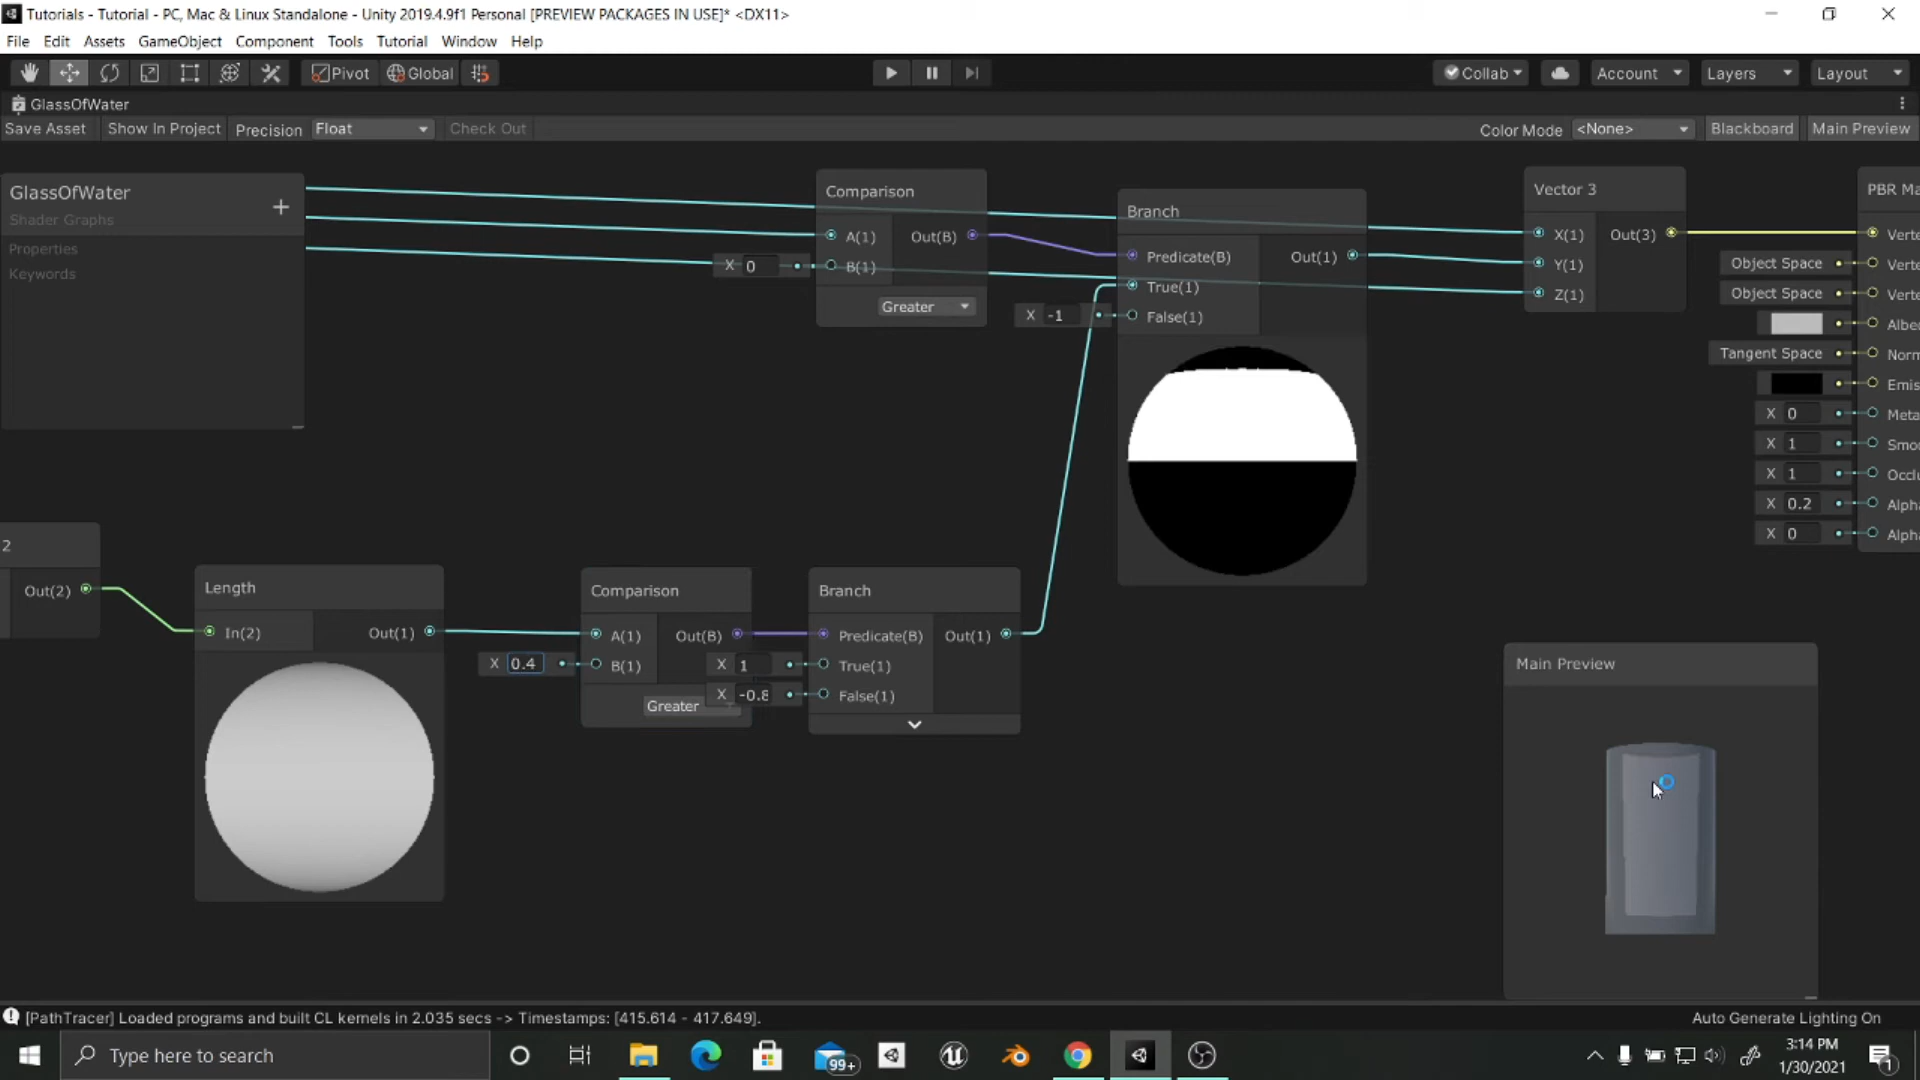 Tutorials - Tutorial - PC, Mac & Linux Standalone - Unity 2019.4.9f1 Personal [PREVIEW PACKAGES IN USE]* <DX11>
File Edit Assets GameObject Component Tools Tutorial Window Help
Pivot Global Collab Account Layers Layout
GlassOfWater
Save Asset Show In Project Precision Float Check Out Color Mode <None> Blackboard Main Preview
GlassOfWater
Shader Graphs
Properties
Keywords
Comparison
A(1) Out(B)
X 0 B(1)
Greater
Branch
Predicate(B) Out(1)
True(1)
X -1 False(1)
Vector 3
X(1) Out(3)
Y(1)
Z(1)
PBR Ma
Verte
Object Space Verte
Object Space Verte
Albe
Tangent Space Norm
Emis
X 0 Meta
X 1 Smoo
X 1 Occlu
X 0.2 Alpha
X 0 Alpha
2
Out(2)
Length
In(2) Out(1)
Comparison
A(1) Out(B)
X 0.4 B(1)
Greater
Branch
Predicate(B) Out(1)
X 1 True(1)
X -0.8 False(1)
Main Preview
[PathTracer] Loaded programs and built CL kernels in 2.035 secs -> Timestamps: [415.614 - 417.649].
Auto Generate Lighting On
Type here to search
99+
3:14 PM
1/30/2021
1